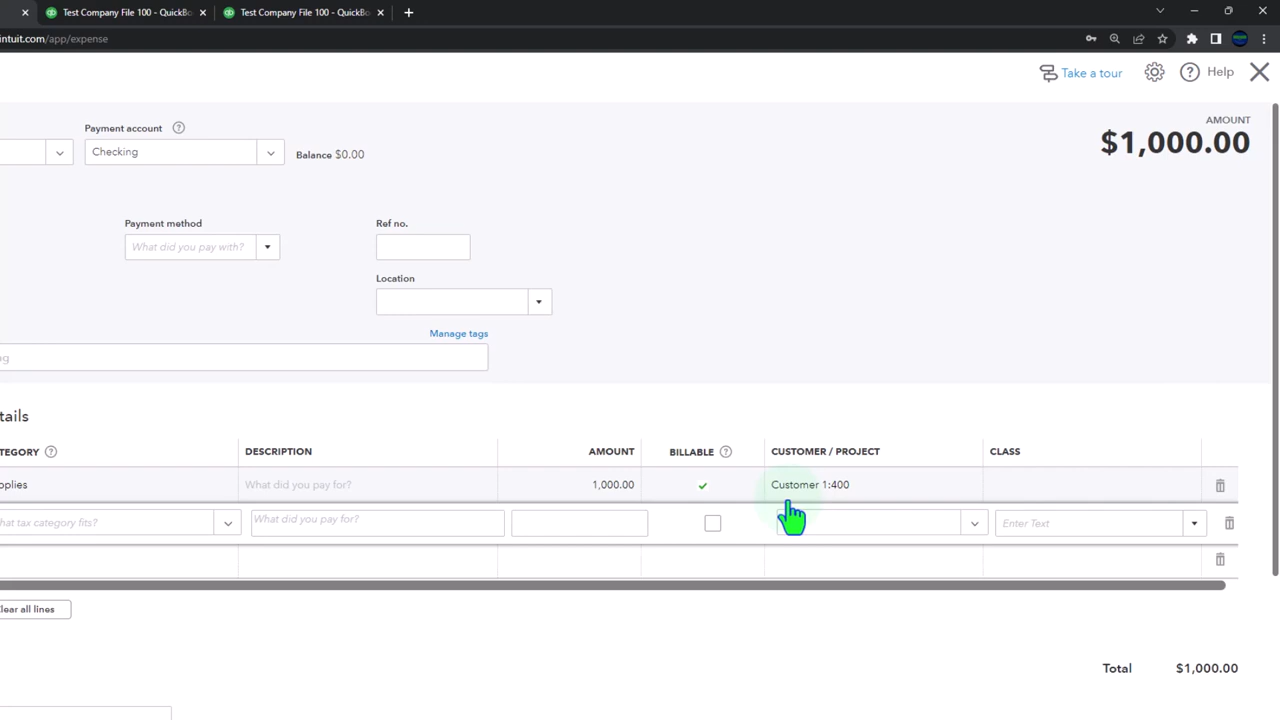 Test Company File 100 - QuickBo
Test Company File 100 - QuickBo
intuit.com/app/expense
Take a tour
Help
Payment account
AMOUNT
$1,000.00
Checking
Balance $0.00
Payment method
Ref no.
What did you pay with?
Location
Manage tags
ag
tails
TEGORY
DESCRIPTION
AMOUNT
BILLABLE
CUSTOMER / PROJECT
CLASS
pplies
What did you pay for?
1,000.00
Customer 1:400
hat tax category fits?
What did you pay for?
Enter Text
lear all lines
Total
$1,000.00